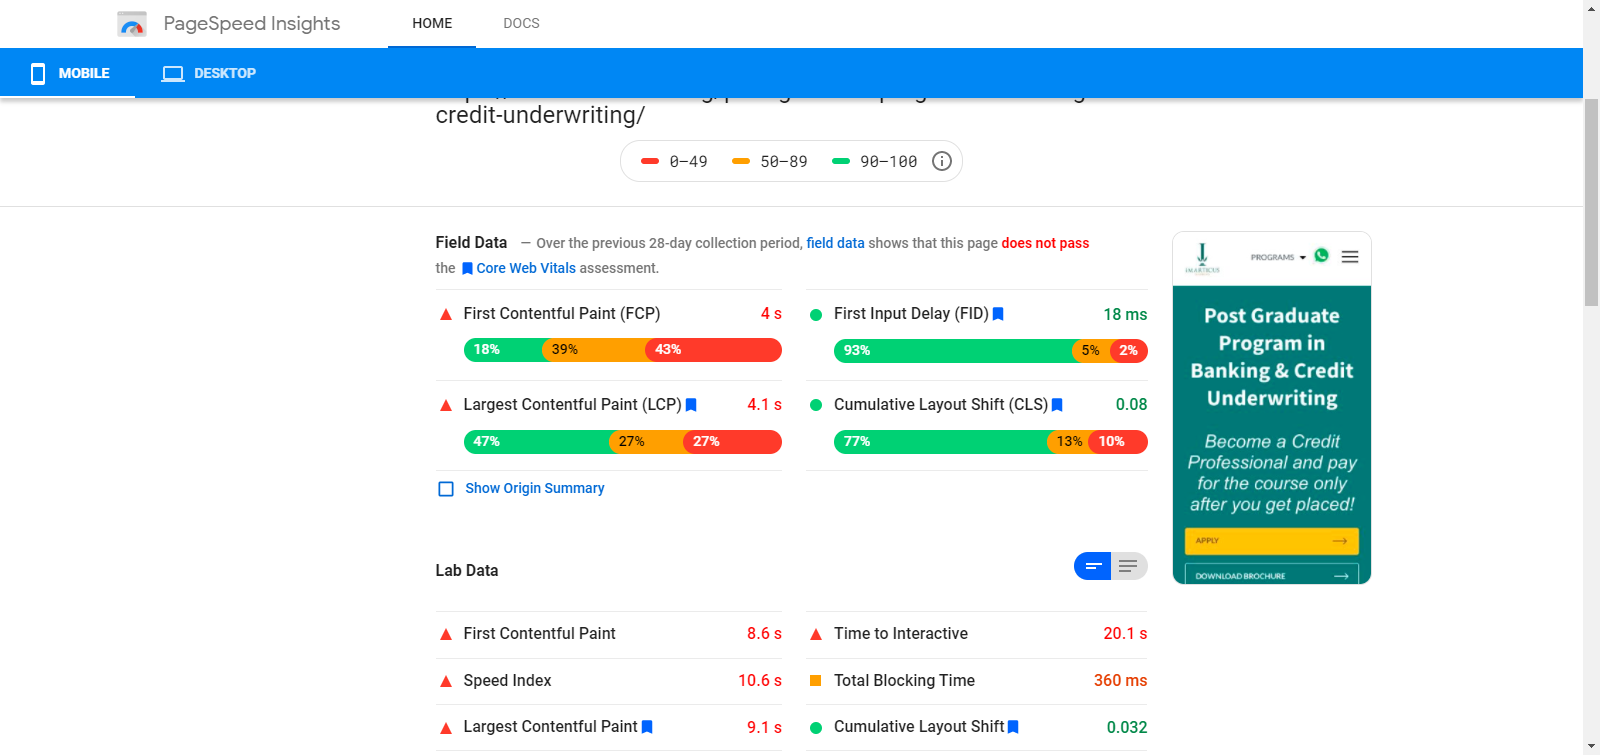 PageSpeed Insights
HOME
DOCS
MOBILE
DESKTOP
credit-underwriting/
0–49
50–89
90–100
Field Data — Over the previous 28-day collection period, field data shows that this page does not pass
the Core Web Vitals assessment.
First Contentful Paint (FCP) 4 s
18% 39% 43%
First Input Delay (FID) 18 ms
93% 5% 2%
Largest Contentful Paint (LCP) 4.1 s
47% 27% 27%
Cumulative Layout Shift (CLS) 0.08
77% 13% 10%
Show Origin Summary
Lab Data
First Contentful Paint 8.6 s
Time to Interactive 20.1 s
Speed Index 10.6 s
Total Blocking Time 360 ms
Largest Contentful Paint 9.1 s
Cumulative Layout Shift 0.032
PROGRAMS
Post Graduate
Program in
Banking & Credit
Underwriting
Become a Credit
Professional and pay
for the course only
after you get placed!
APPLY
DOWNLOAD BROCHURE